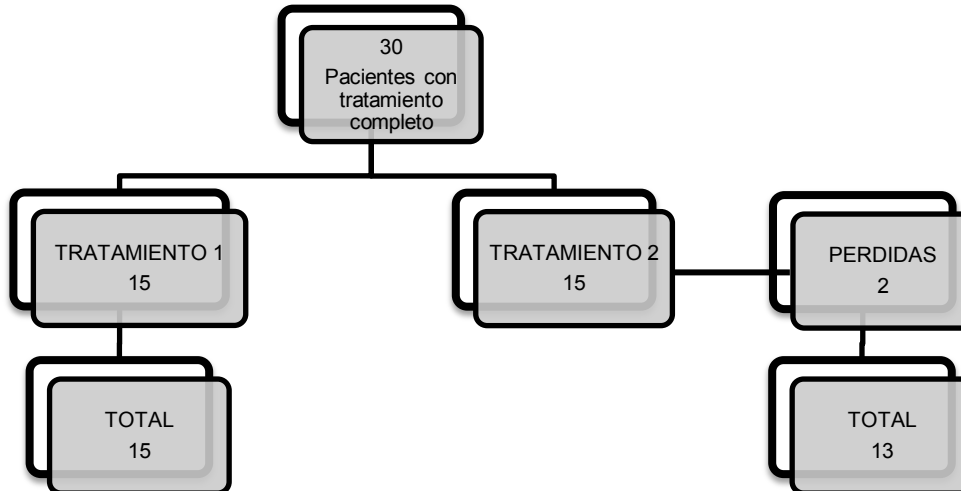 30
Pacientes con
tratamiento
completo
TRATAMIENTO 1
15
TRATAMIENTO 2
15
PERDIDAS
2
TOTAL
15
TOTAL
13